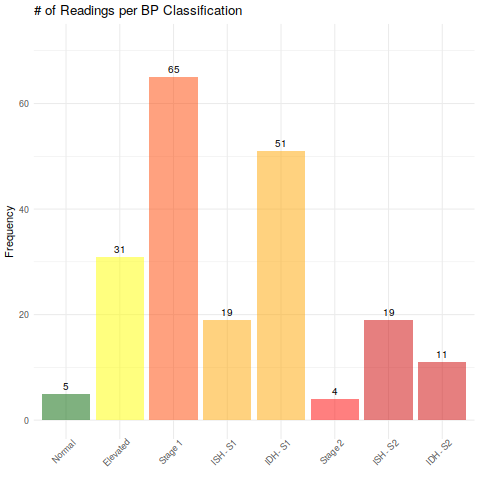 # of Readings per BP Classification
65
60
51
Frequency
40
31
20
19
19
11
5
4
0
Normal
Elevated
Stage 1
ISH - S1
IDH - S1
Stage 2
ISH - S2
IDH - S2